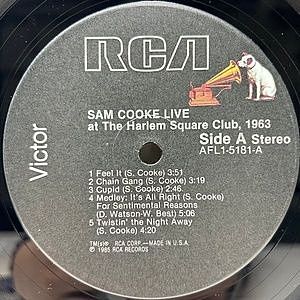 RCA
Victor
SAM COOKE LIVE
at The Harlem Square Club, 1963
Side A Stereo
AFL1-5181-A
1 Feel It (S. Cooke) 3:51
2 Chain Gang (S. Cooke) 3:19
3 Cupid (S. Cooke) 2:46
4 Medley: It's All Right (S. Cooke)
For Sentimental Reasons
(D. Watson-W. Best) 5:08
5 Twistin' the Night Away
(S. Cooke) 4:20
TM(s)® RCA CORP.—MADE IN U.S.A.
© 1985 RCA RECORDS